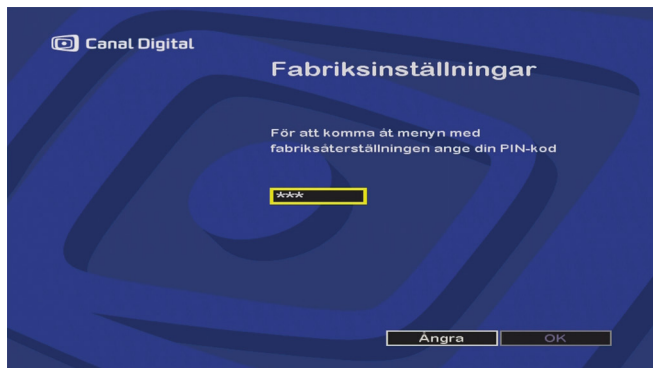 Canal Digital
Fabriksinställningar
För att komma åt menyn med
fabriksåterställningen ange din PIN-kod
***
Ångra
OK